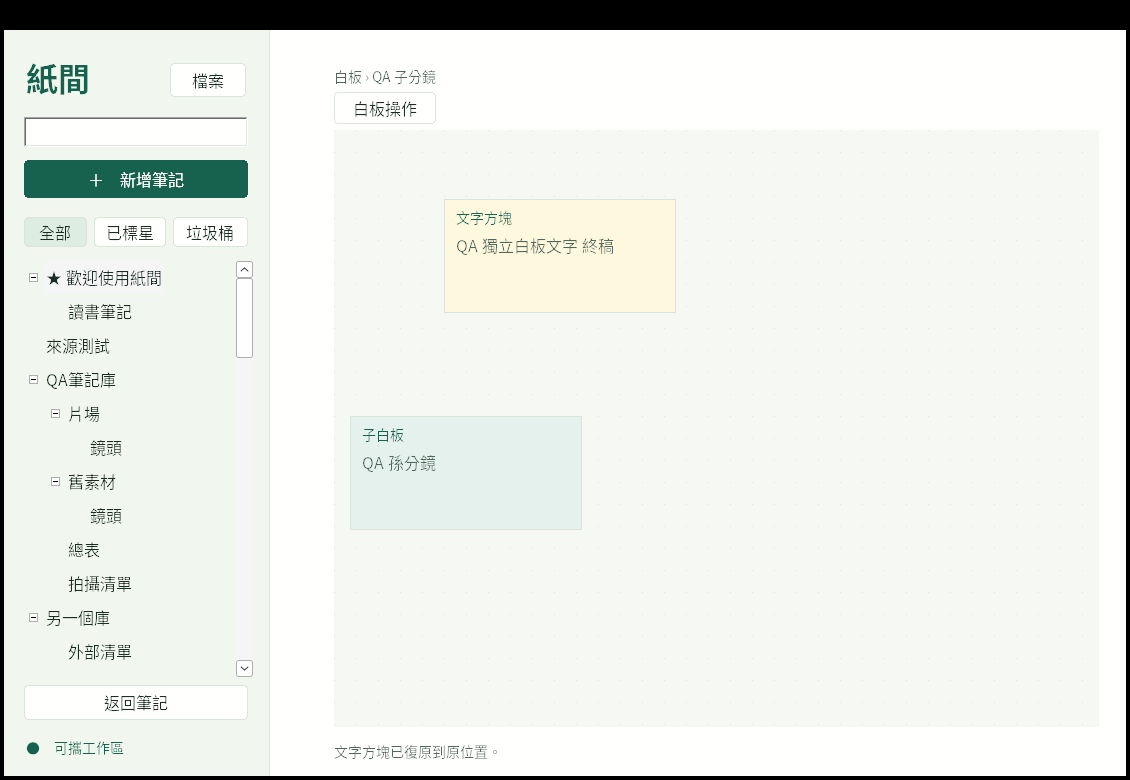 紙間
檔案
＋ 新增筆記
全部 已標星 垃圾桶
★ 歡迎使用紙間
讀書筆記
來源測試
QA筆記庫
片場
鏡頭
舊素材
鏡頭
總表
拍攝清單
另一個庫
外部清單
返回筆記
可攜工作區
白板 › QA 子分鏡
白板操作
文字方塊
QA 獨立白板文字 終稿
子白板
QA 孫分鏡
文字方塊已復原到原位置。